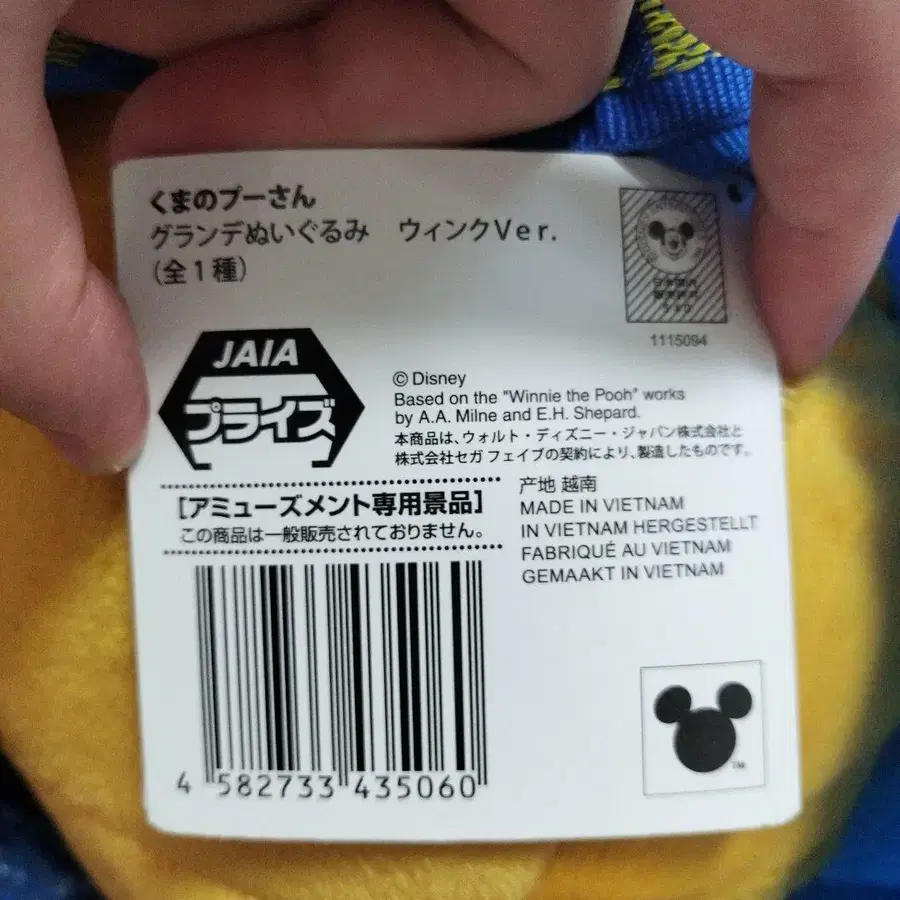 くまのプーさん
グランデぬいぐるみ ウィンクVer.
(全1種)
1115094
JAIA
プライズ
© Disney
Based on the "Winnie the Pooh" works
by A.A. Milne and E.H. Shepard.
本商品は、ウォルト・ディズニー・ジャパン株式会社と
株式会社セガ フェイブの契約により、製造したものです。
[アミューズメント専用景品]
この商品は一般販売されておりません。
产地 越南
MADE IN VIETNAM
IN VIETNAM HERGESTELLT
FABRIQUÉ AU VIETNAM
GEMAAKT IN VIETNAM
4 582733 435060
TM